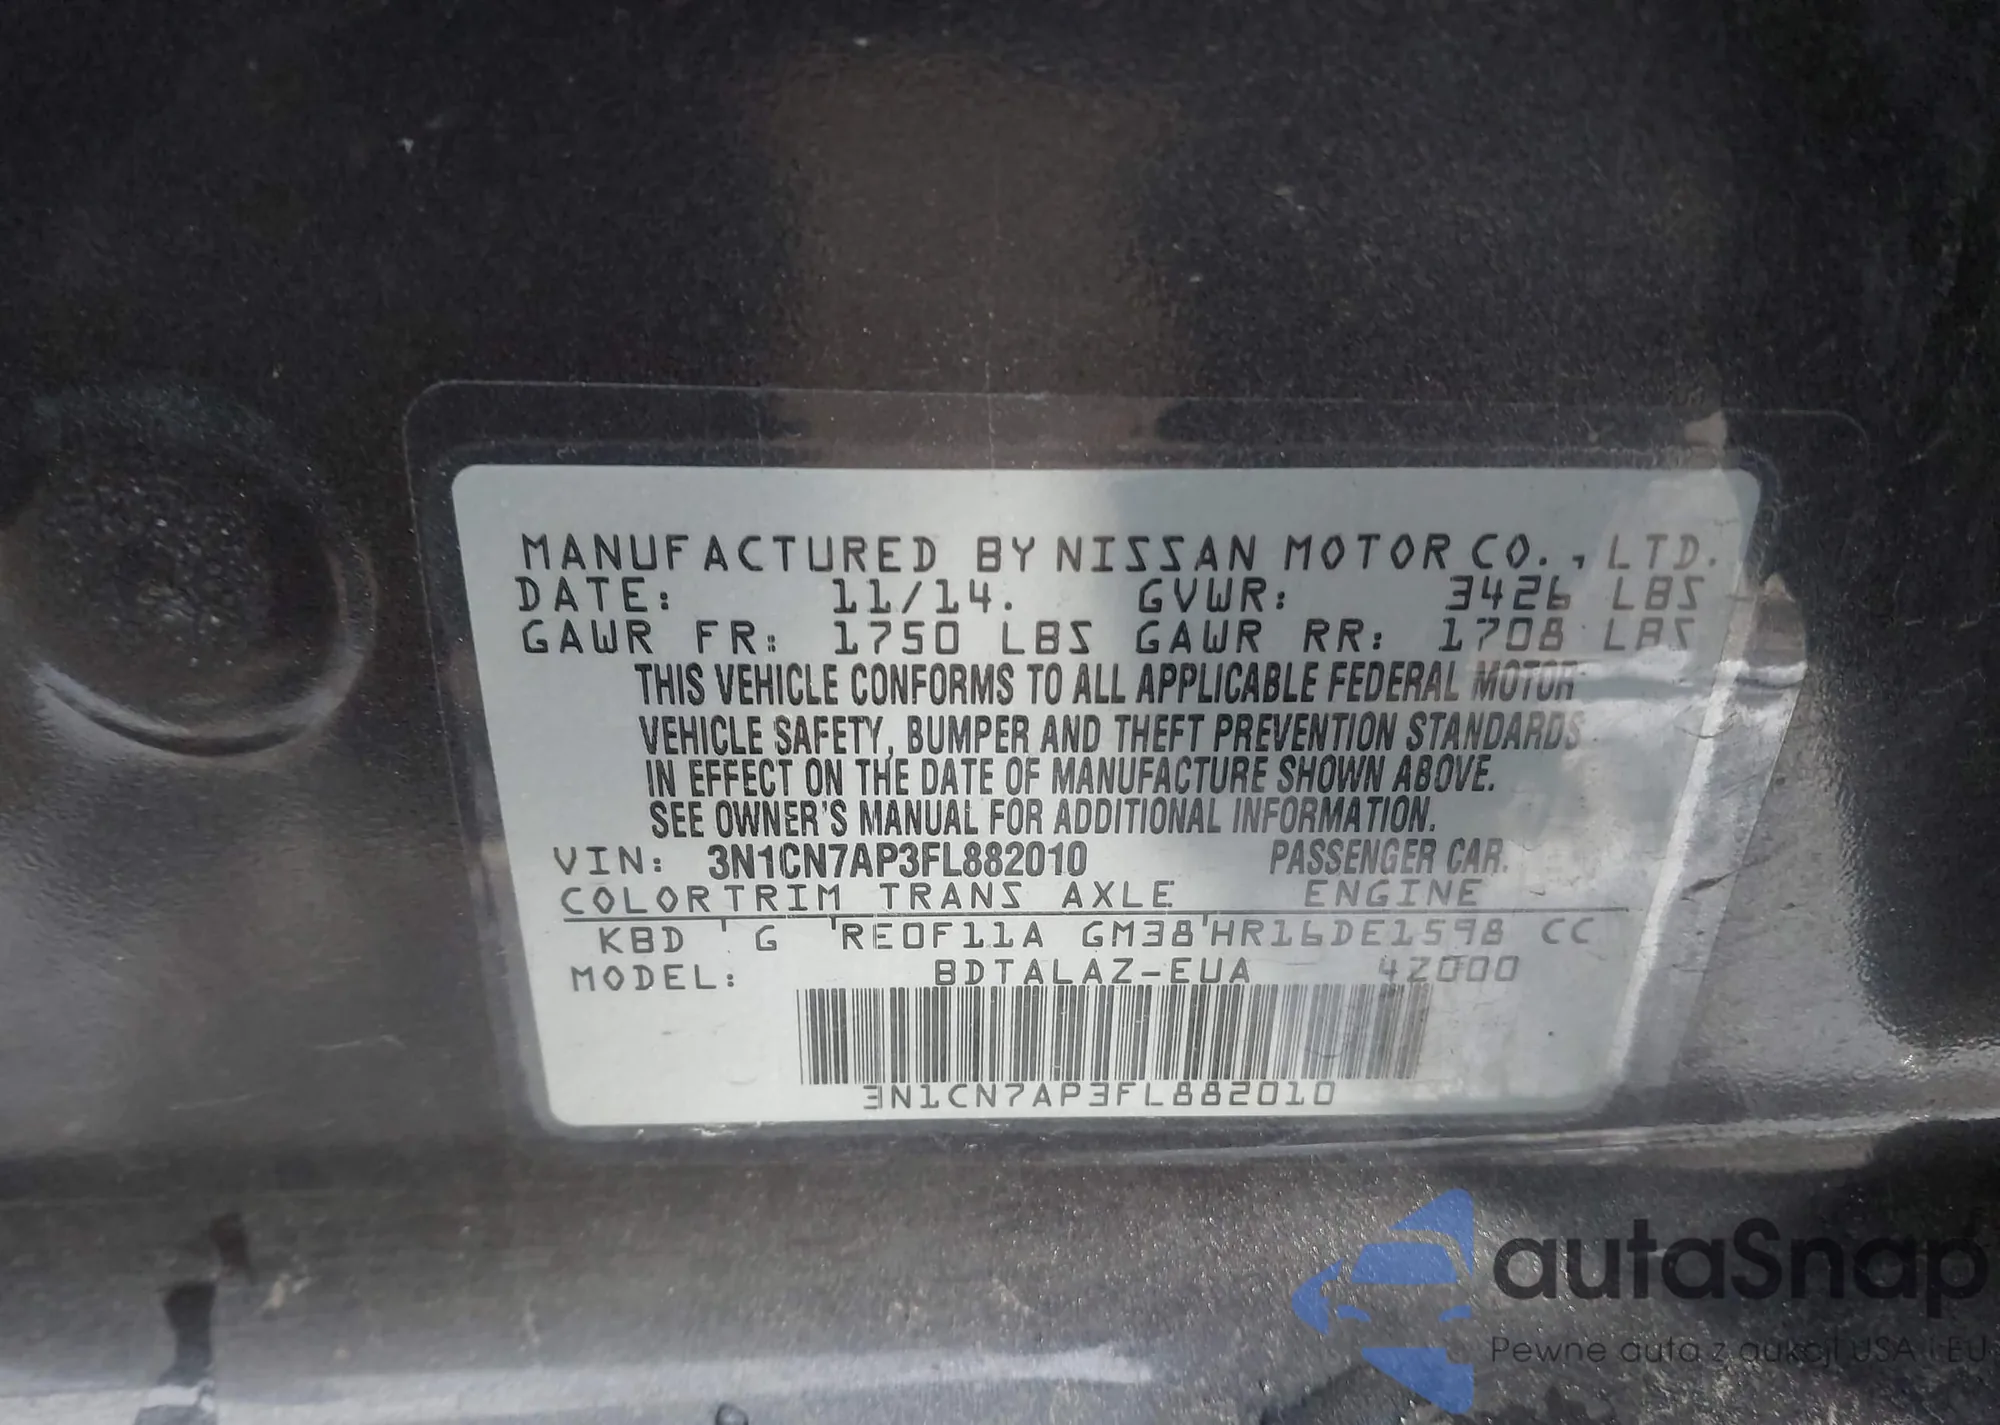 MANUFACTURED BY NISSAN MOTOR CO., LTD.
DATE: 11/14. GVWR: 3426 LBS
GAWR FR: 1750 LBS GAWR RR: 1708 LBS
THIS VEHICLE CONFORMS TO ALL APPLICABLE FEDERAL MOTOR
VEHICLE SAFETY, BUMPER AND THEFT PREVENTION STANDARDS
IN EFFECT ON THE DATE OF MANUFACTURE SHOWN ABOVE.
SEE OWNER'S MANUAL FOR ADDITIONAL INFORMATION.
VIN: 3N1CN7AP3FL882010 PASSENGER CAR.
COLOR TRIM TRANS AXLE ENGINE
KBD G RE0F11A GM38 HR16DE1598 CC
MODEL: BDTALAZ-EUA 42000
3N1CN7AP3FL882010
autaSnap
Pewne auta z aukcji USA i EU